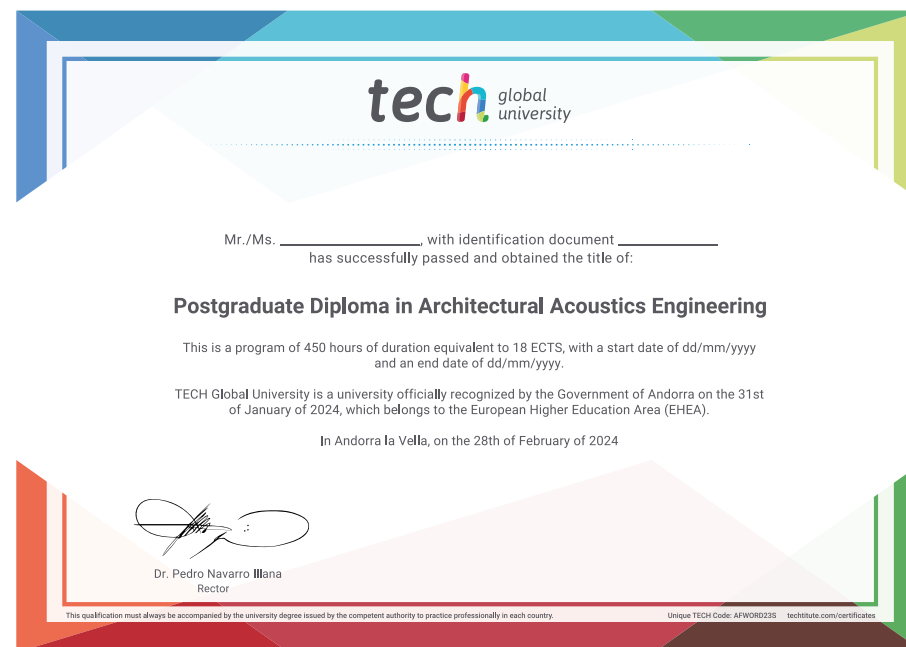 tech global university
Mr./Ms. ____________, with identification document ____________
has successfully passed and obtained the title of:
Postgraduate Diploma in Architectural Acoustics Engineering
This is a program of 450 hours of duration equivalent to 18 ECTS, with a start date of dd/mm/yyyy
and an end date of dd/mm/yyyy.
TECH Global University is a university officially recognized by the Government of Andorra on the 31st
of January of 2024, which belongs to the European Higher Education Area (EHEA).
In Andorra la Vella, on the 28th of February of 2024
Dr. Pedro Navarro Illana
Rector
This qualification must always be accompanied by the university degree issued by the competent authority to practice professionally in each country.
Unique TECH Code: AFWORD23S techtitute.com/certificates